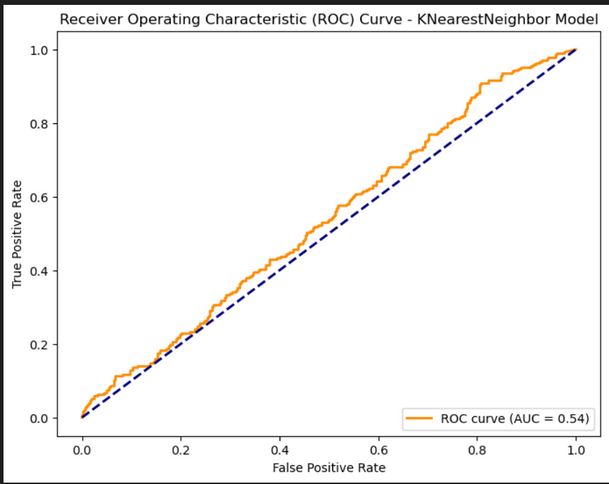 Receiver Operating Characteristic (ROC) Curve - KNearestNeighbor Model
1.0
0.8
0.6
0.4
0.2
0.0
True Positive Rate
ROC curve (AUC = 0.54)
0.0 0.2 0.4 0.6 0.8 1.0
False Positive Rate